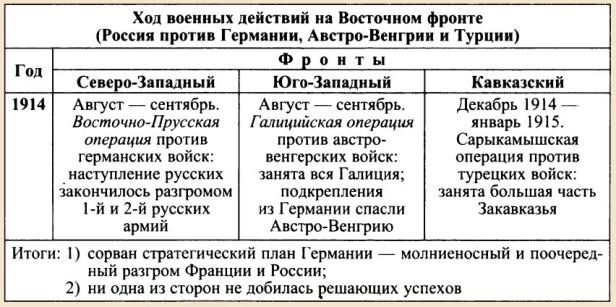 Ход военных действий на Восточном фронте
(Россия против Германии, Австро-Венгрии и Турции)
Год
Фронты
Северо-Западный
Юго-Западный
Кавказский
1914
Август — сентябрь.
Восточно-Прусская
операция против
германских войск:
наступление русских
закончилось разгромом
1-й и 2-й русских
армий
Август — сентябрь.
Галицийская операция
против австро-
венгерских войск:
занята вся Галиция;
подкрепления
из Германии спасли
Австро-Венгрию
Декабрь 1914 —
январь 1915.
Сарыкамышская
операция против
турецких войск:
занята большая часть
Закавказья
Итоги: 1) сорван стратегический план Германии — молниеносный и поочеред-
ный разгром Франции и России;
2) ни одна из сторон не добилась решающих успехов